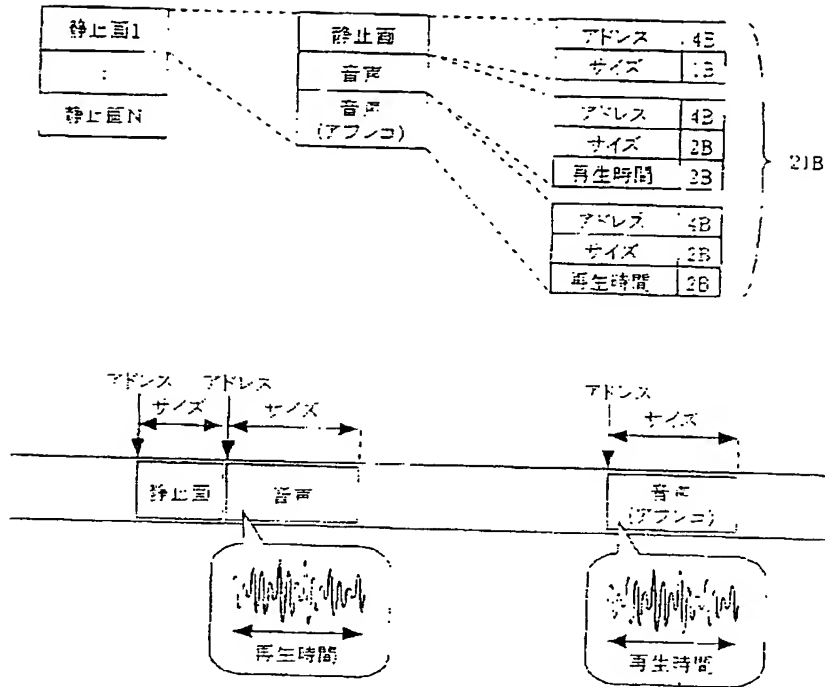 静止画1
:
静止画N
静止画
音声
音声
(アフレコ)
アドレス 4B
サイズ 1B
アドレス 4B
サイズ 2B
再生時間 2B
アドレス 4B
サイズ 2B
再生時間 2B
21B
アドレス アドレス
サイズ サイズ
アドレス
サイズ
静止画 音声
音声
(アフレコ)
再生時間
再生時間